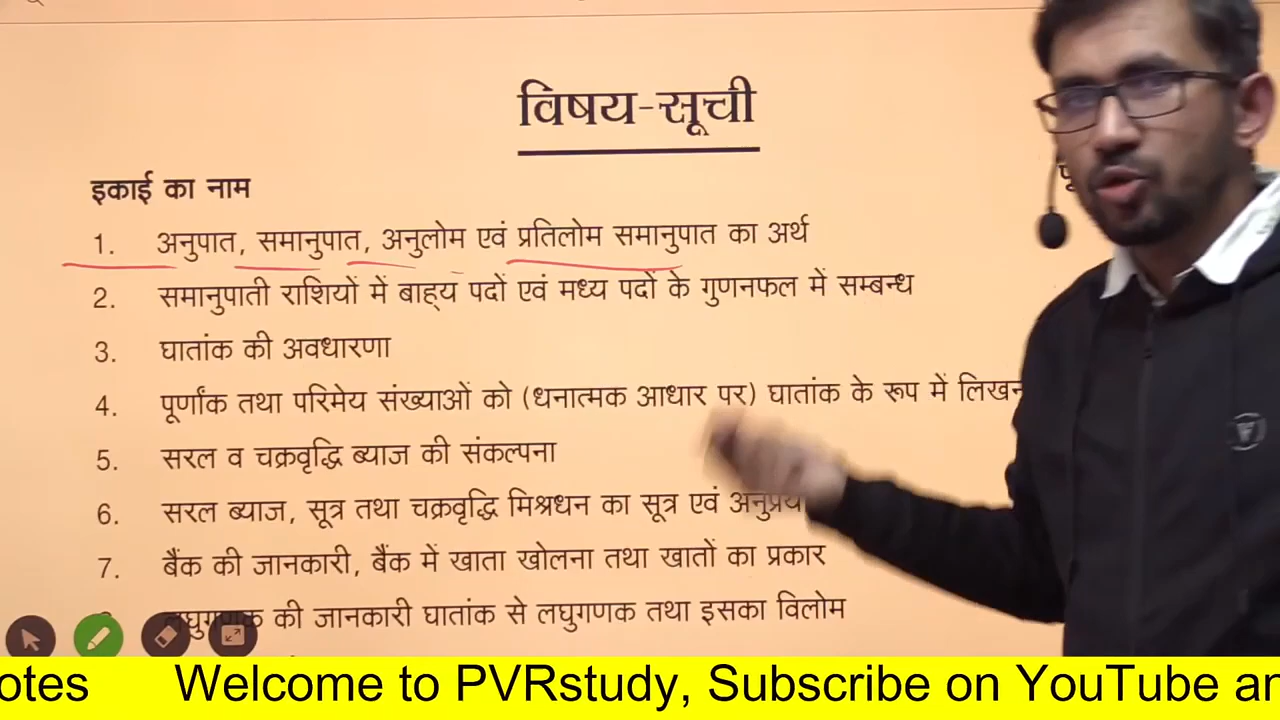 विषय-सूची
इकाई का नाम
1. अनुपात, समानुपात, अनुलोम एवं प्रतिलोम समानुपात का अर्थ
2. समानुपाती राशियों में बाह्य पदों एवं मध्य पदों के गुणनफल में सम्बन्ध
3. घातांक की अवधारणा
4. पूर्णांक तथा परिमेय संख्याओं को (धनात्मक आधार पर) घातांक के रूप में
5. सरल व चक्रवृद्धि ब्याज की संकल्पना
6. सरल ब्याज, सूत्र तथा चक्रवृद्धि मिश्रधन का सूत्र एवं
7. बैंक की जानकारी, बैंक में खाता खोलना तथा खातों का प्रकार
की जानकारी घातांक से लघुगणक तथा इसका विलोम
otes Welcome to PVRstudy, Subscribe on YouTube an